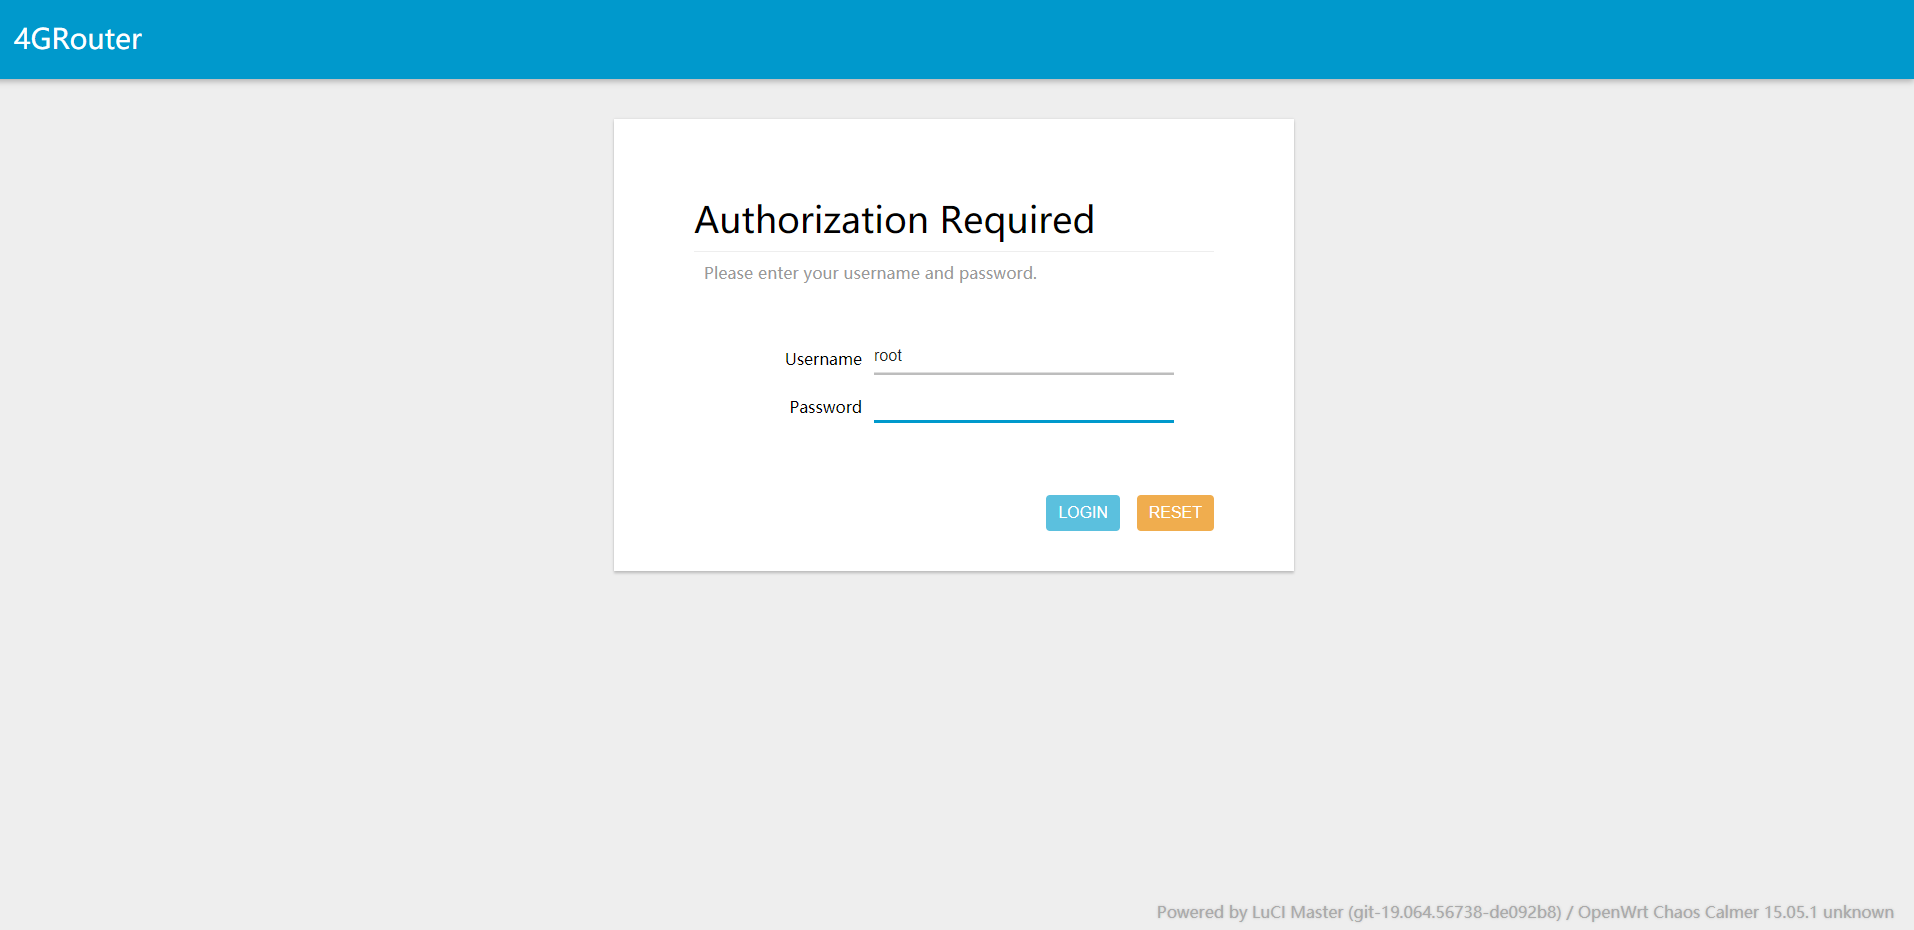 4GRouter
Authorization Required
Please enter your username and password.
Username root
Password
LOGIN RESET
Powered by LuCI Master (git-19.064.56738-de092b8) / OpenWrt Chaos Calmer 15.05.1 unknown